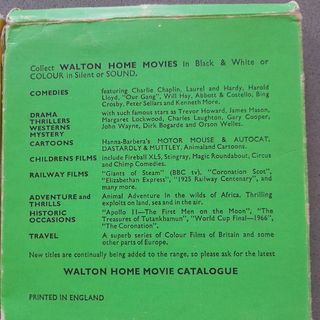 Collect WALTON HOME MOVIES in Black & White or
COLOUR in Silent or SOUND.
COMEDIES featuring Charlie Chaplin, Laurel and Hardy, Harold
Lloyd, "Our Gang", Will Hay, Abbott & Costello, Bing
Crosby, Peter Sellars and Kenneth More.
DRAMA with such famous stars as Trevor Howard, James Mason,
THRILLERS Margaret Lockwood, Charles Laughton, Gary Cooper,
WESTERNS John Wayne, Dirk Bogarde and Orson Welles.
MYSTERY
CARTOONS Hanna-Barbera's MOTOR MOUSE & AUTOCAT,
DASTARDLY & MUTTLEY, Animaland Cartoons.
CHILDRENS FILMS include Fireball XL5, Stingray, Magic Roundabout, Circus
and Chimp Comedies.
RAILWAY FILMS "Giants of Steam" (BBC tv), "Coronation Scot",
"Elizabethan Express", "1925 Railway Centenary", and
many more.
ADVENTURE and Animal Adventure in the wilds of Africa, Thrilling
THRILLS exploits on land, sea and in the air.
HISTORIC "Apollo 11—The First Men on the Moon", "The
OCCASIONS Treasures of Tutankhamun", "World Cup Final—1966",
"The Coronation".
TRAVEL A superb series of Colour Films of Britain and some
other parts of Europe.
New titles are continually being added to the range, so please ask for the latest
WALTON HOME MOVIE CATALOGUE
PRINTED IN ENGLAND